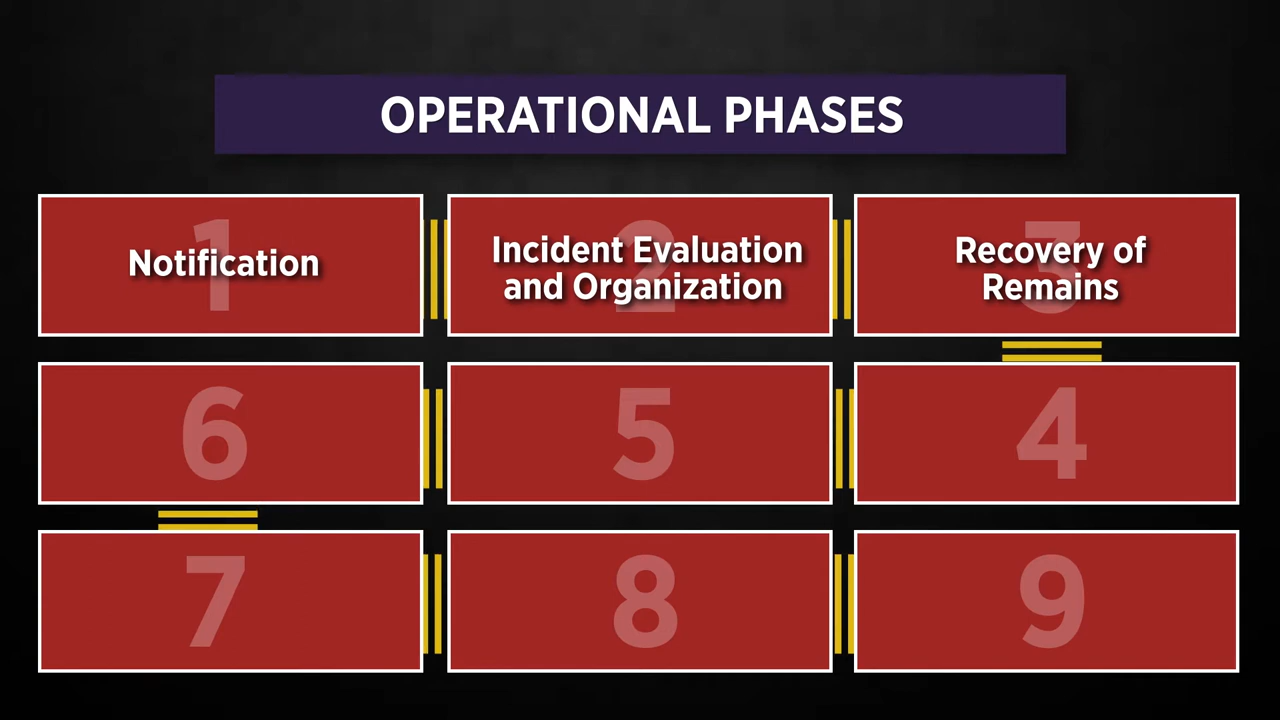 OPERATIONAL PHASES
1
Notification
2
Incident Evaluation
and Organization
3
Recovery of
Remains
6
5
4
7
8
9